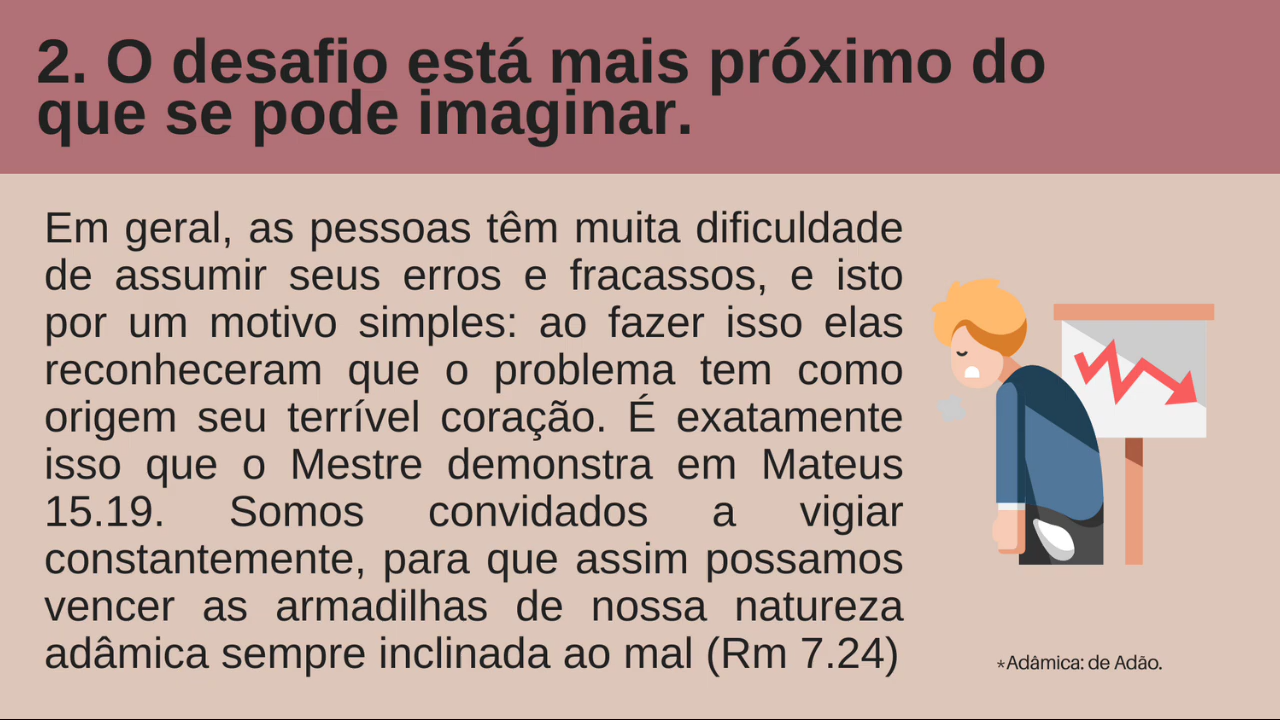 2. O desafio está mais próximo do
que se pode imaginar.
Em geral, as pessoas têm muita dificuldade
de assumir seus erros e fracassos, e isto
por um motivo simples: ao fazer isso elas
reconheceram que o problema tem como
origem seu terrível coração. É exatamente
isso que o Mestre demonstra em Mateus
15.19. Somos convidados a vigiar
constantemente, para que assim possamos
vencer as armadilhas de nossa natureza
adâmica sempre inclinada ao mal (Rm 7.24)
*Adâmica: de Adão.